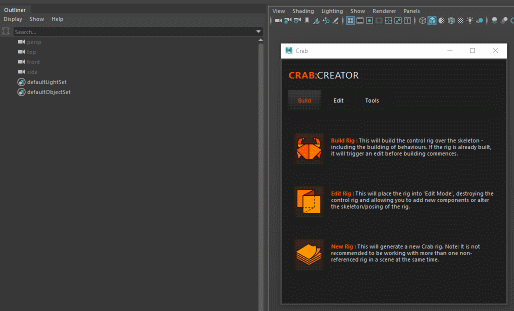 Outliner
Display Show Help
Search...
persp
top
front
side
defaultLightSet
defaultObjectSet
View Shading Lighting Show Renderer Panels
Crab
CRAB:CREATOR
Build Edit Tools
Build Rig : This will build the control rig over the skeleton -
including the building of behaviours. If the rig is already built,
it will trigger an edit before building commences.
Edit Rig : This will place the rig into 'Edit Mode', destroying the
control rig and allowing you to add new components or alter
the skeleton/posing of the rig.
New Rig : This will generate a new Crab rig. Note: It is not
recommended to be working with more than one non-
referenced rig in a scene at the same time.